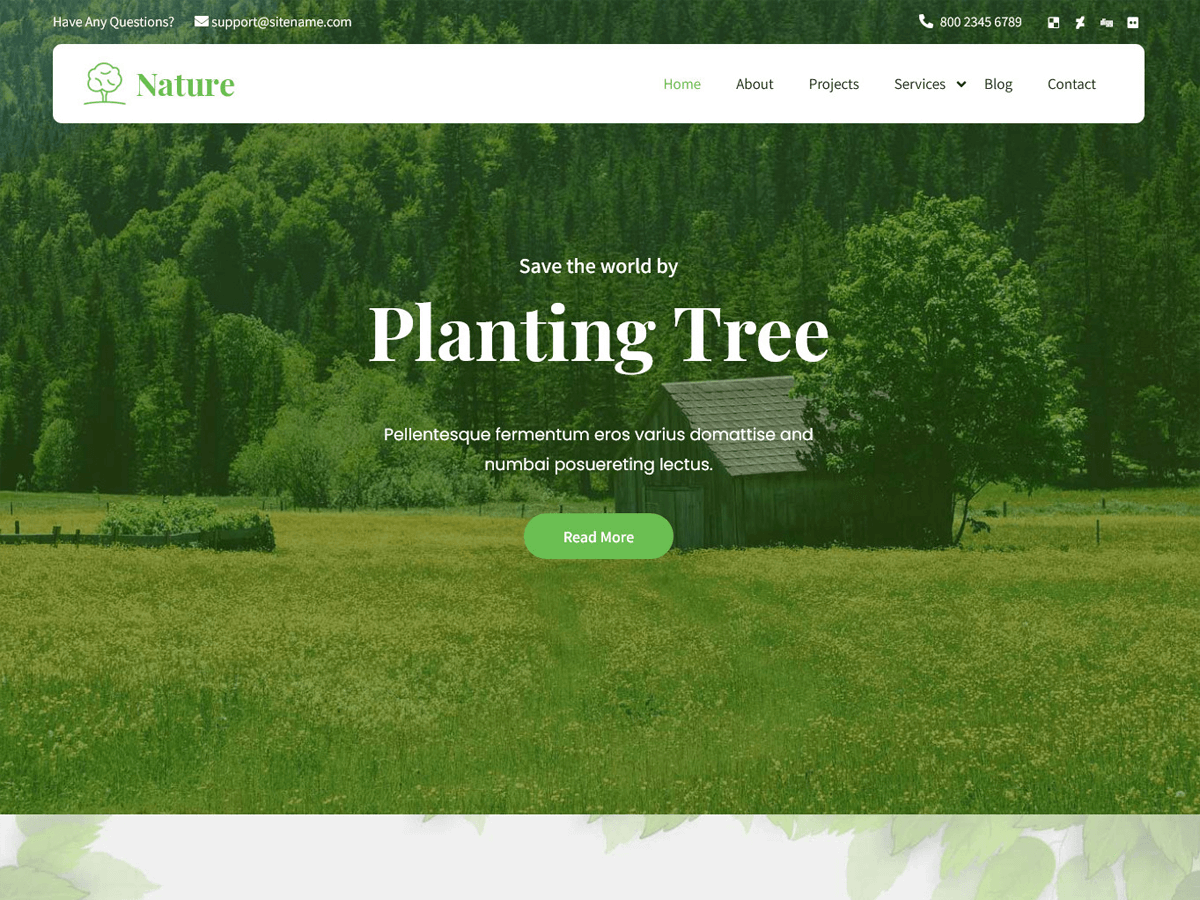 Have Any Questions? support@sitename.com 800 2345 6789
Nature Home About Projects Services Blog Contact
Save the world by
Planting Tree
Pellentesque fermentum eros varius domattise and
numbai posuereting lectus.
Read More